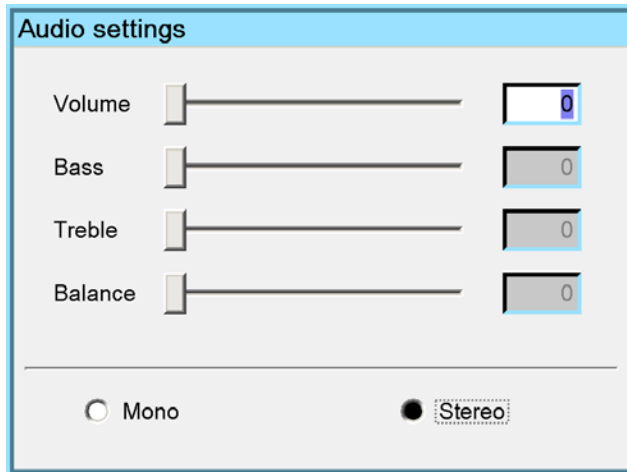 Audio settings
Volume 0
Bass 0
Treble 0
Balance 0
Mono Stereo